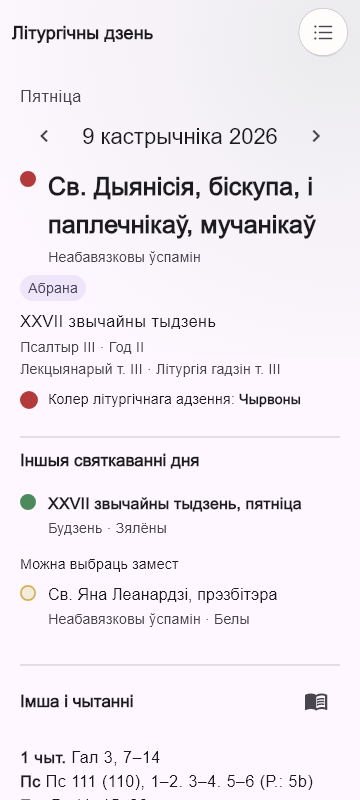 Літургічны дзень
Пятніца
9 кастрычніка 2026
Св. Дыянісія, біскупа, і
паплечнікаў, мучанікаў
Неабавязковы ўспамін
Абрана
XXVII звычайны тыдзень
Псалтыр III · Год II
Лекцыянарый т. III · Літургія гадзін т. III
Колер літургічнага адзення: Чырвоны
Іншыя святкаванні дня
XXVII звычайны тыдзень, пятніца
Будзень · Зялёны
Можна выбраць замест
Св. Яна Леанардзі, прэзбітэра
Неабавязковы ўспамін · Белы
Імша і чытанні
1 чыт. Гал 3, 7–14
Пс Пс 111 (110), 1–2. 3–4. 5–6 (Р.: 5b)